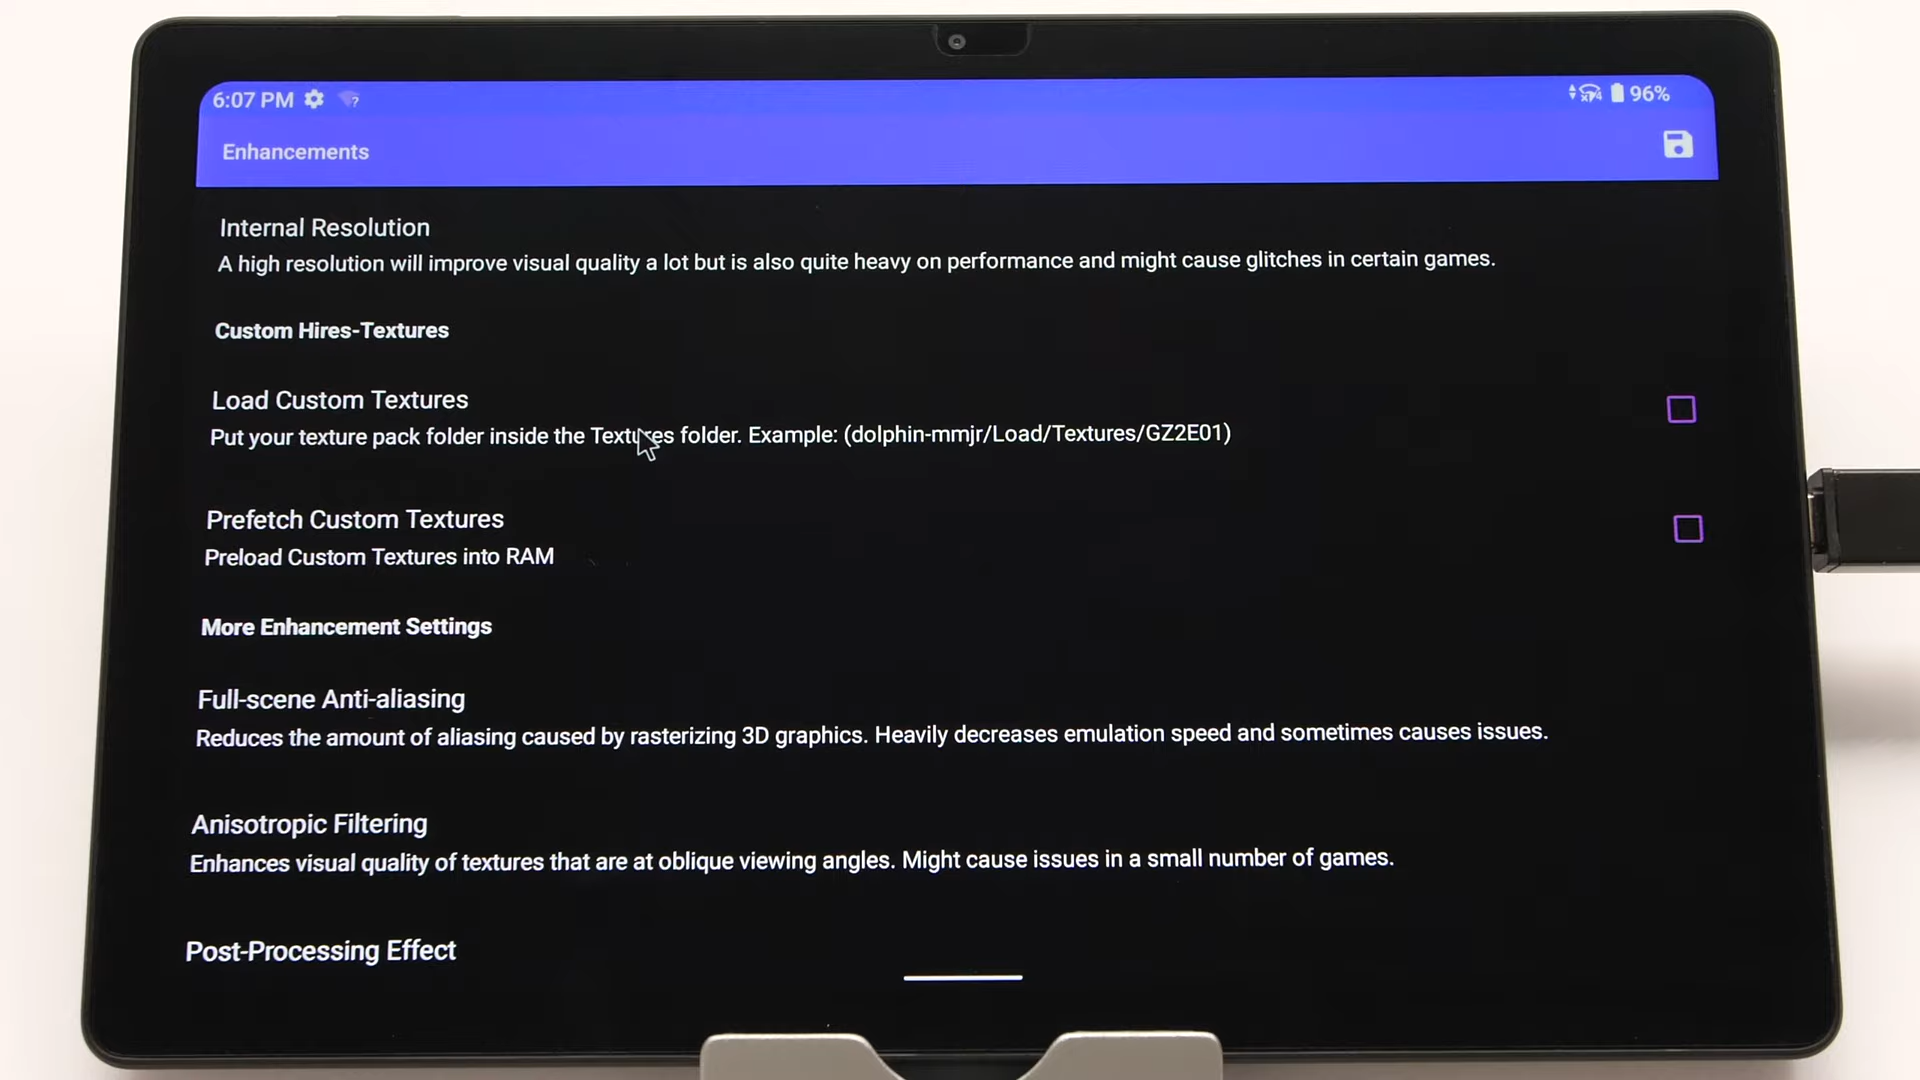 6:07 PM
96%
Enhancements
Internal Resolution
A high resolution will improve visual quality a lot but is also quite heavy on performance and might cause glitches in certain games.
Custom Hires-Textures
Load Custom Textures
Put your texture pack folder inside the Textures folder. Example: (dolphin-mmjr/Load/Textures/GZ2E01)
Prefetch Custom Textures
Preload Custom Textures into RAM
More Enhancement Settings
Full-scene Anti-aliasing
Reduces the amount of aliasing caused by rasterizing 3D graphics. Heavily decreases emulation speed and sometimes causes issues.
Anisotropic Filtering
Enhances visual quality of textures that are at oblique viewing angles. Might cause issues in a small number of games.
Post-Processing Effect